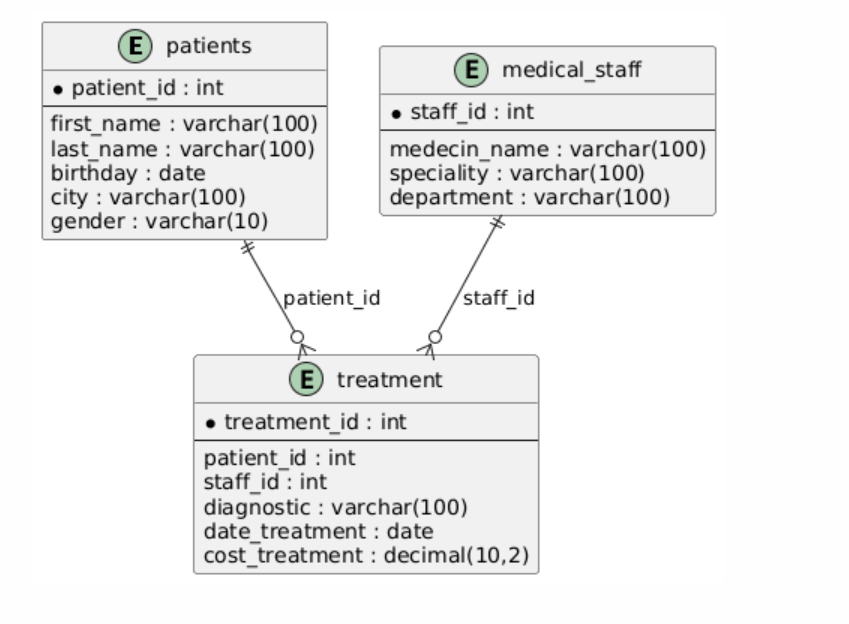 E patients
patient_id : int
first_name : varchar(100)
last_name : varchar(100)
birthday : date
city : varchar(100)
gender : varchar(10)
E medical_staff
staff_id : int
medecin_name : varchar(100)
speciality : varchar(100)
department : varchar(100)
patient_id
staff_id
E treatment
treatment_id : int
patient_id : int
staff_id : int
diagnostic : varchar(100)
date_treatment : date
cost_treatment : decimal(10,2)